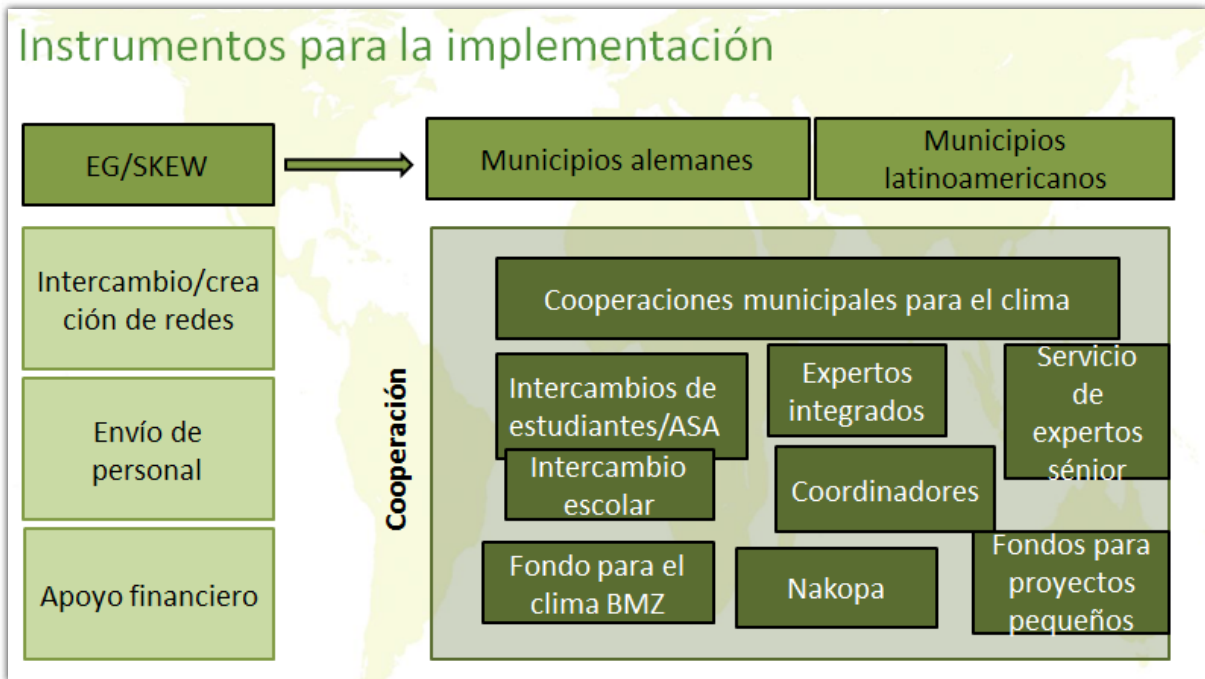 Instrumentos para la implementación
EG/SKEW
Municipios alemanes
Municipios
latinoamericanos
Intercambio/crea
ción de redes
Envío de
personal
Apoyo financiero
Cooperación
Cooperaciones municipales para el clima
Intercambios de
estudiantes/ASA
Expertos
integrados
Servicio
de
expertos
sénior
Intercambio
escolar
Coordinadores
Fondo para el
clima BMZ
Nakopa
Fondos para
proyectos
pequeños